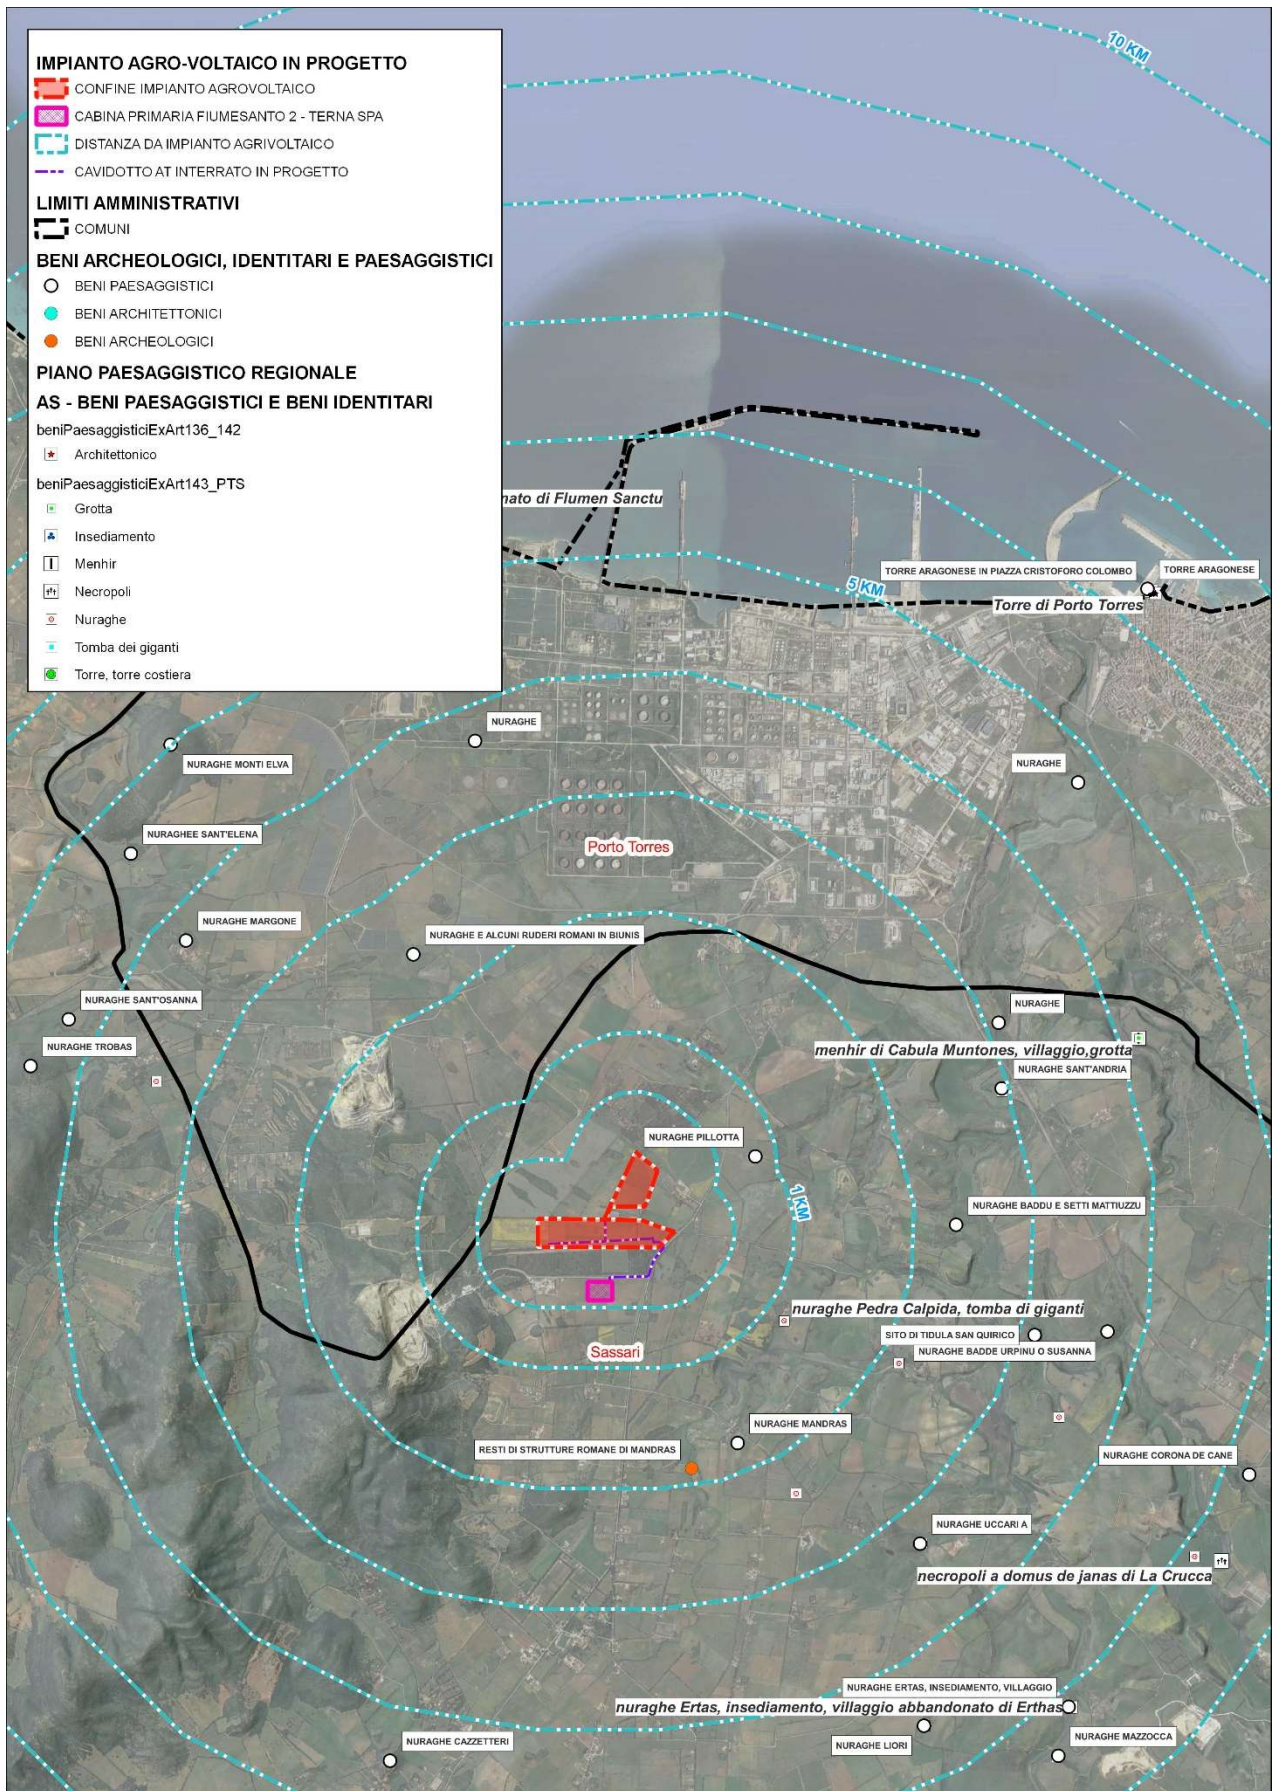 10 KM
IMPIANTO AGRO-VOLTAICO IN PROGETTO
CONFINE IMPIANTO AGROVOLTAICO
CABINA PRIMARIA FIUMESANTO 2 - TERNA SPA
DISTANZA DA IMPIANTO AGRIVOLTAICO
CAVIDOTTO AT INTERRATO IN PROGETTO
LIMITI AMMINISTRATIVI
COMUNI
BENI ARCHEOLOGICI, IDENTITARI E PAESAGGISTICI
BENI PAESAGGISTICI
BENI ARCHITETTONICI
BENI ARCHEOLOGICI
PIANO PAESAGGISTICO REGIONALE
AS - BENI PAESAGGISTICI E BENI IDENTITARI
beniPaesaggisticiExArt136_142
Architettonico
beniPaesaggisticiExArt143_PTS
Grotta
Insediamento
Menhir
Necropoli
Nuraghe
Tomba dei giganti
Torre, torre costiera
nato di Flumen Sanctu
TORRE ARAGONESE IN PIAZZA CRISTOFORO COLOMBO
TORRE ARAGONESE
5 KM
Torre di Porto Torres
NURAGHE
NURAGHE MONTI ELVA
NURAGHE
NURAGHEE SANT'ELENA
Porto Torres
NURAGHE MARGONE
NURAGHE E ALCUNI RUDERI ROMANI IN BIUNIS
NURAGHE SANT'OSANNA
NURAGHE
NURAGHE TROBAS
menhir di Cabula Muntones, villaggio,grotta
NURAGHE SANT'ANDRIA
NURAGHE PILLOTTA
1 KM
NURAGHE BADDU E SETTI MATTIUZZU
nuraghe Pedra Calpida, tomba di giganti
SITO DI TIDULA SAN QUIRICO
NURAGHE BADDE URPINU O SUSANNA
Sassari
NURAGHE MANDRAS
RESTI DI STRUTTURE ROMANE DI MANDRAS
NURAGHE CORONA DE CANE
NURAGHE UCCARI A
necropoli a domus de janas di La Crucca
NURAGHE ERTAS, INSEDIAMENTO, VILLAGGIO
nuraghe Ertas, insediamento, villaggio abbandonato di Erthas
NURAGHE LIORI
NURAGHE MAZZOCCA
NURAGHE CAZZETTERI